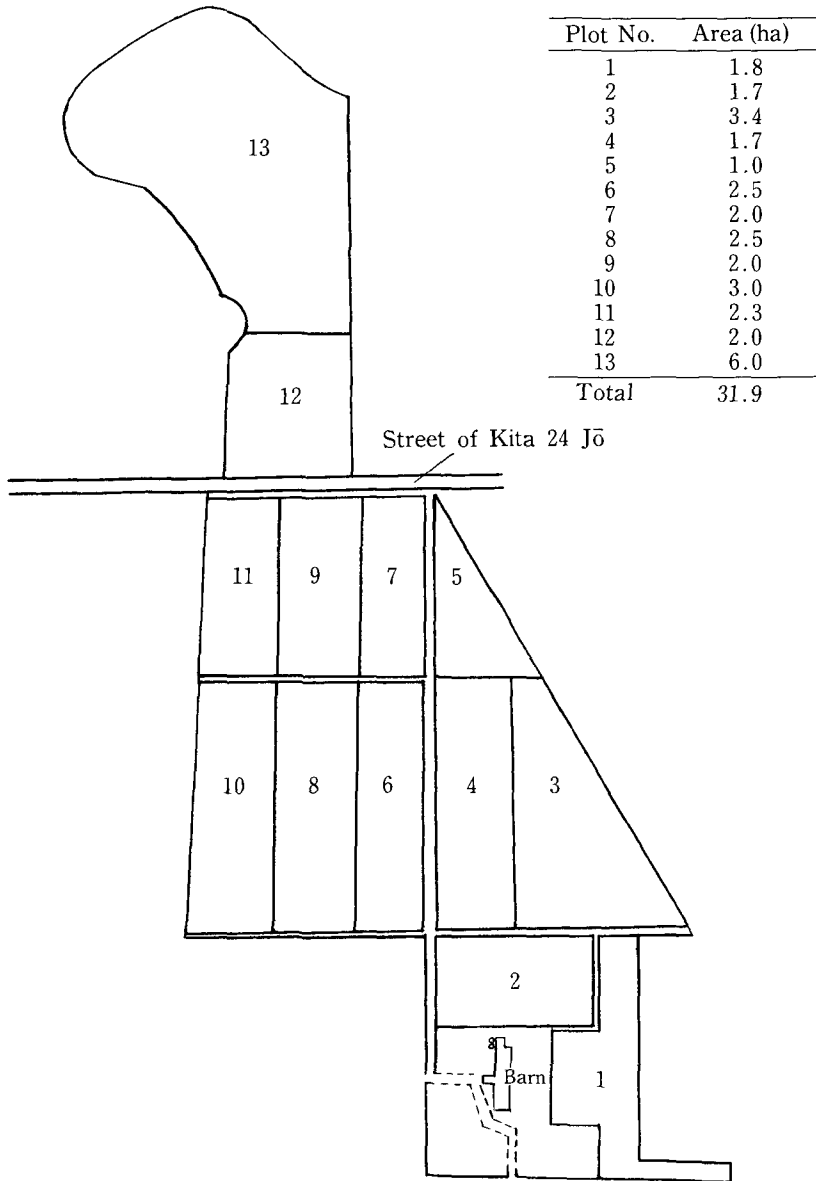 Plot No. Area (ha)
1 1.8
2 1.7
3 3.4
4 1.7
5 1.0
6 2.5
7 2.0
8 2.5
9 2.0
10 3.0
11 2.3
12 2.0
13 6.0
Total 31.9
13
12
Street of Kita 24 Jō
11 9 7 5
10 8 6 4 3
2
Barn 1